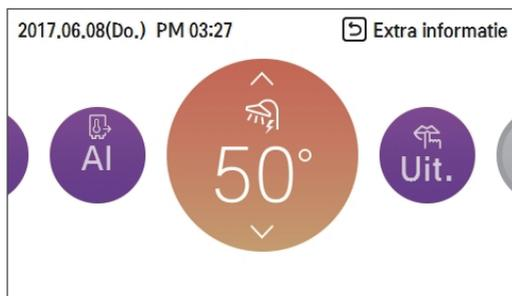 2017.06.08(Do.) PM 03:27
Extra informatie
AI
50°
Uit.